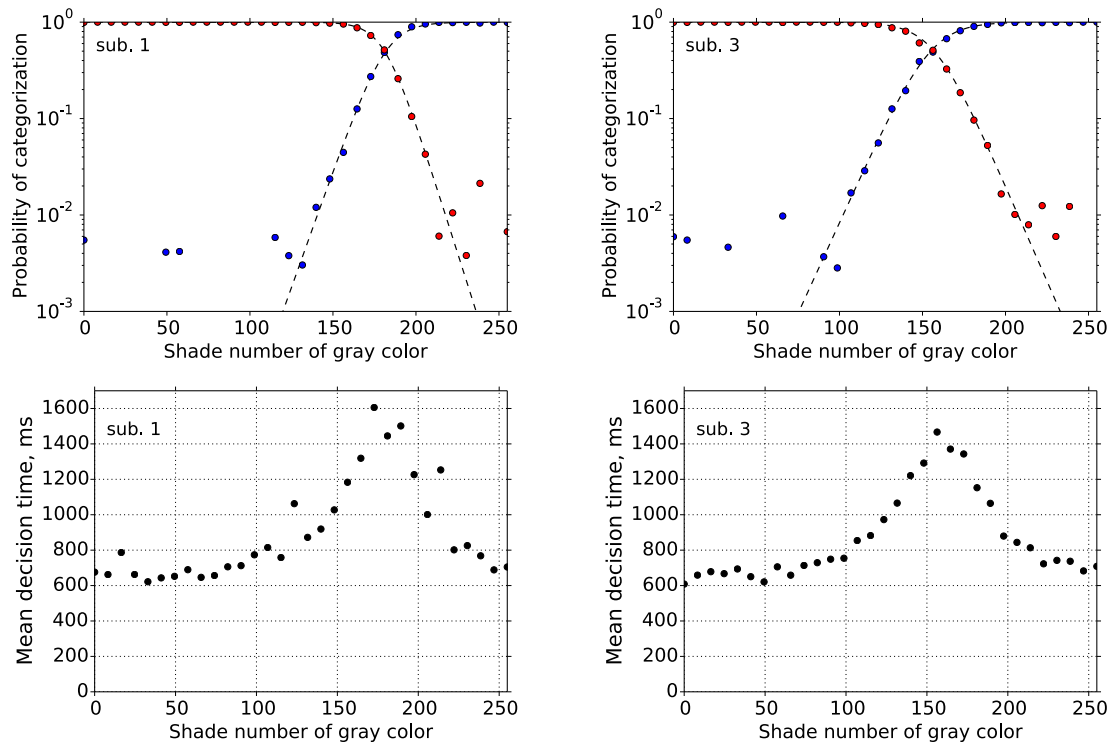 10^0
10^-1
10^-2
10^-3
Probability of categorization
sub. 1
0 50 100 150 200 250
Shade number of gray color
10^0
10^-1
10^-2
10^-3
Probability of categorization
sub. 3
0 50 100 150 200 250
Shade number of gray color
1600
1400
1200
1000
800
600
400
200
0
Mean decision time, ms
sub. 1
0 50 100 150 200 250
Shade number of gray color
1600
1400
1200
1000
800
600
400
200
0
Mean decision time, ms
sub. 3
0 50 100 150 200 250
Shade number of gray color